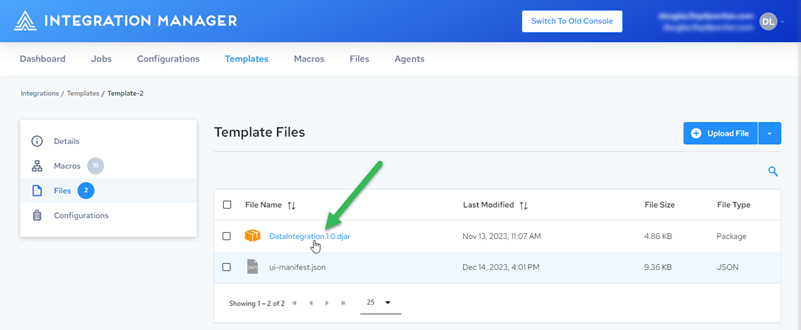 INTEGRATION MANAGER
Switch To Old Console
DL
Dashboard Jobs Configurations Templates Macros Files Agents
Integrations / Templates / Template-2
Details
Macros 15
Files 2
Configurations
Template Files
Upload File
File Name Last Modified File Size File Type
DataIntegration.1.0.djar Nov 13, 2023, 11:07 AM 4.86 KB Package
ui-manifest.json Dec 14, 2023, 4:01 PM 9.36 KB JSON
Showing 1 – 2 of 2 25